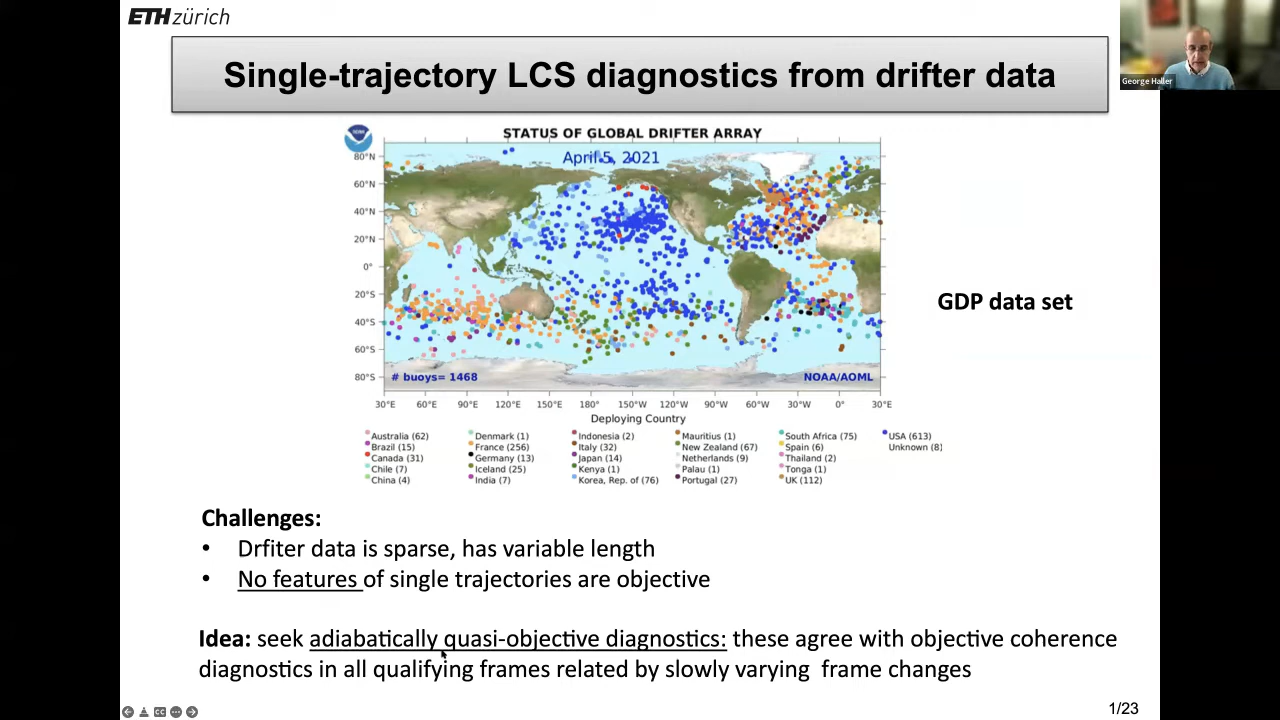 ETH zürich
Single-trajectory LCS diagnostics from drifter data
George Haller
STATUS OF GLOBAL DRIFTER ARRAY
April 5, 2021
80°N
60°N
40°N
20°N
0°
20°S
40°S
60°S
80°S
# buoys= 1468
NOAA/AOML
30°E 60°E 90°E 120°E 150°E 180° 150°W 120°W 90°W 60°W 30°W 0° 30°E
Deploying Country
Australia (62) Denmark (1) Indonesia (2) Mauritius (1) South Africa (75) USA (613)
Brazil (15) France (256) Italy (32) New Zealand (67) Spain (6) Unknown (8)
Canada (31) Germany (13) Japan (14) Netherlands (9) Thailand (2)
Chile (7) Iceland (25) Kenya (1) Palau (1) Tonga (1)
China (4) India (7) Korea, Rep. of (76) Portugal (27) UK (112)
GDP data set
Challenges:
• Drfiter data is sparse, has variable length
• No features of single trajectories are objective
Idea: seek adiabatically quasi-objective diagnostics: these agree with objective coherence
diagnostics in all qualifying frames related by slowly varying frame changes
1/23